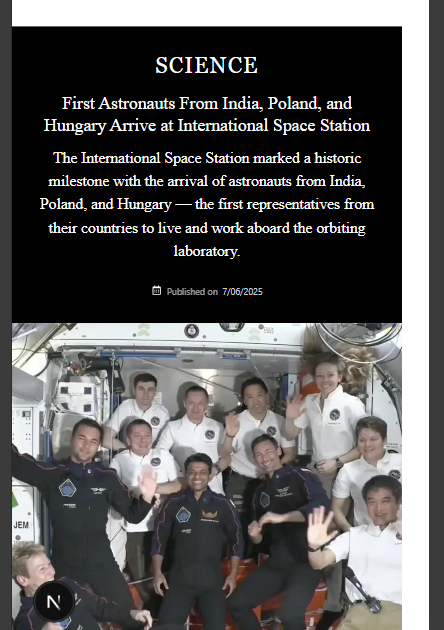 SCIENCE
First Astronauts From India, Poland, and
Hungary Arrive at International Space Station
The International Space Station marked a historic
milestone with the arrival of astronauts from India,
Poland, and Hungary — the first representatives from
their countries to live and work aboard the orbiting
laboratory.
Published on 7/06/2025
JEM
N